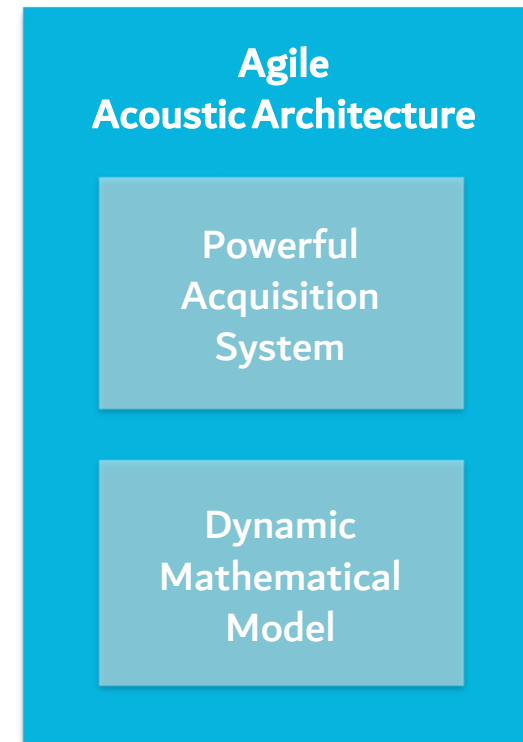 Agile
Acoustic Architecture
Powerful
Acquisition
System
Dynamic
Mathematical
Model